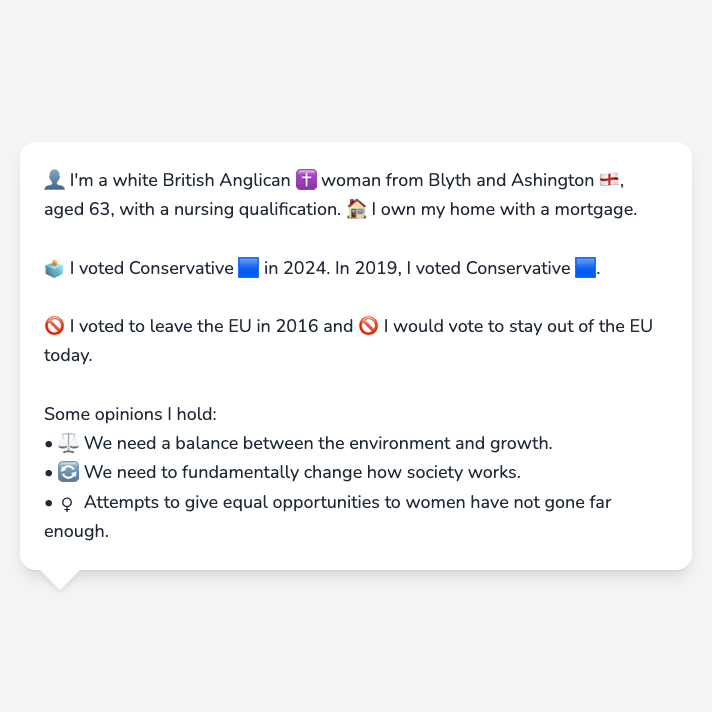 👤 I'm a white British Anglican ✝️ woman from Blyth and Ashington 🏴󠁧󠁢󠁥󠁮󠁧󠁿,
aged 63, with a nursing qualification. 🏠 I own my home with a mortgage.
🗳️ I voted Conservative 🟦 in 2024. In 2019, I voted Conservative 🟦.
🚫 I voted to leave the EU in 2016 and 🚫 I would vote to stay out of the EU
today.
Some opinions I hold:
• ⚖️ We need a balance between the environment and growth.
• 🔄 We need to fundamentally change how society works.
• ♀ Attempts to give equal opportunities to women have not gone far
enough.